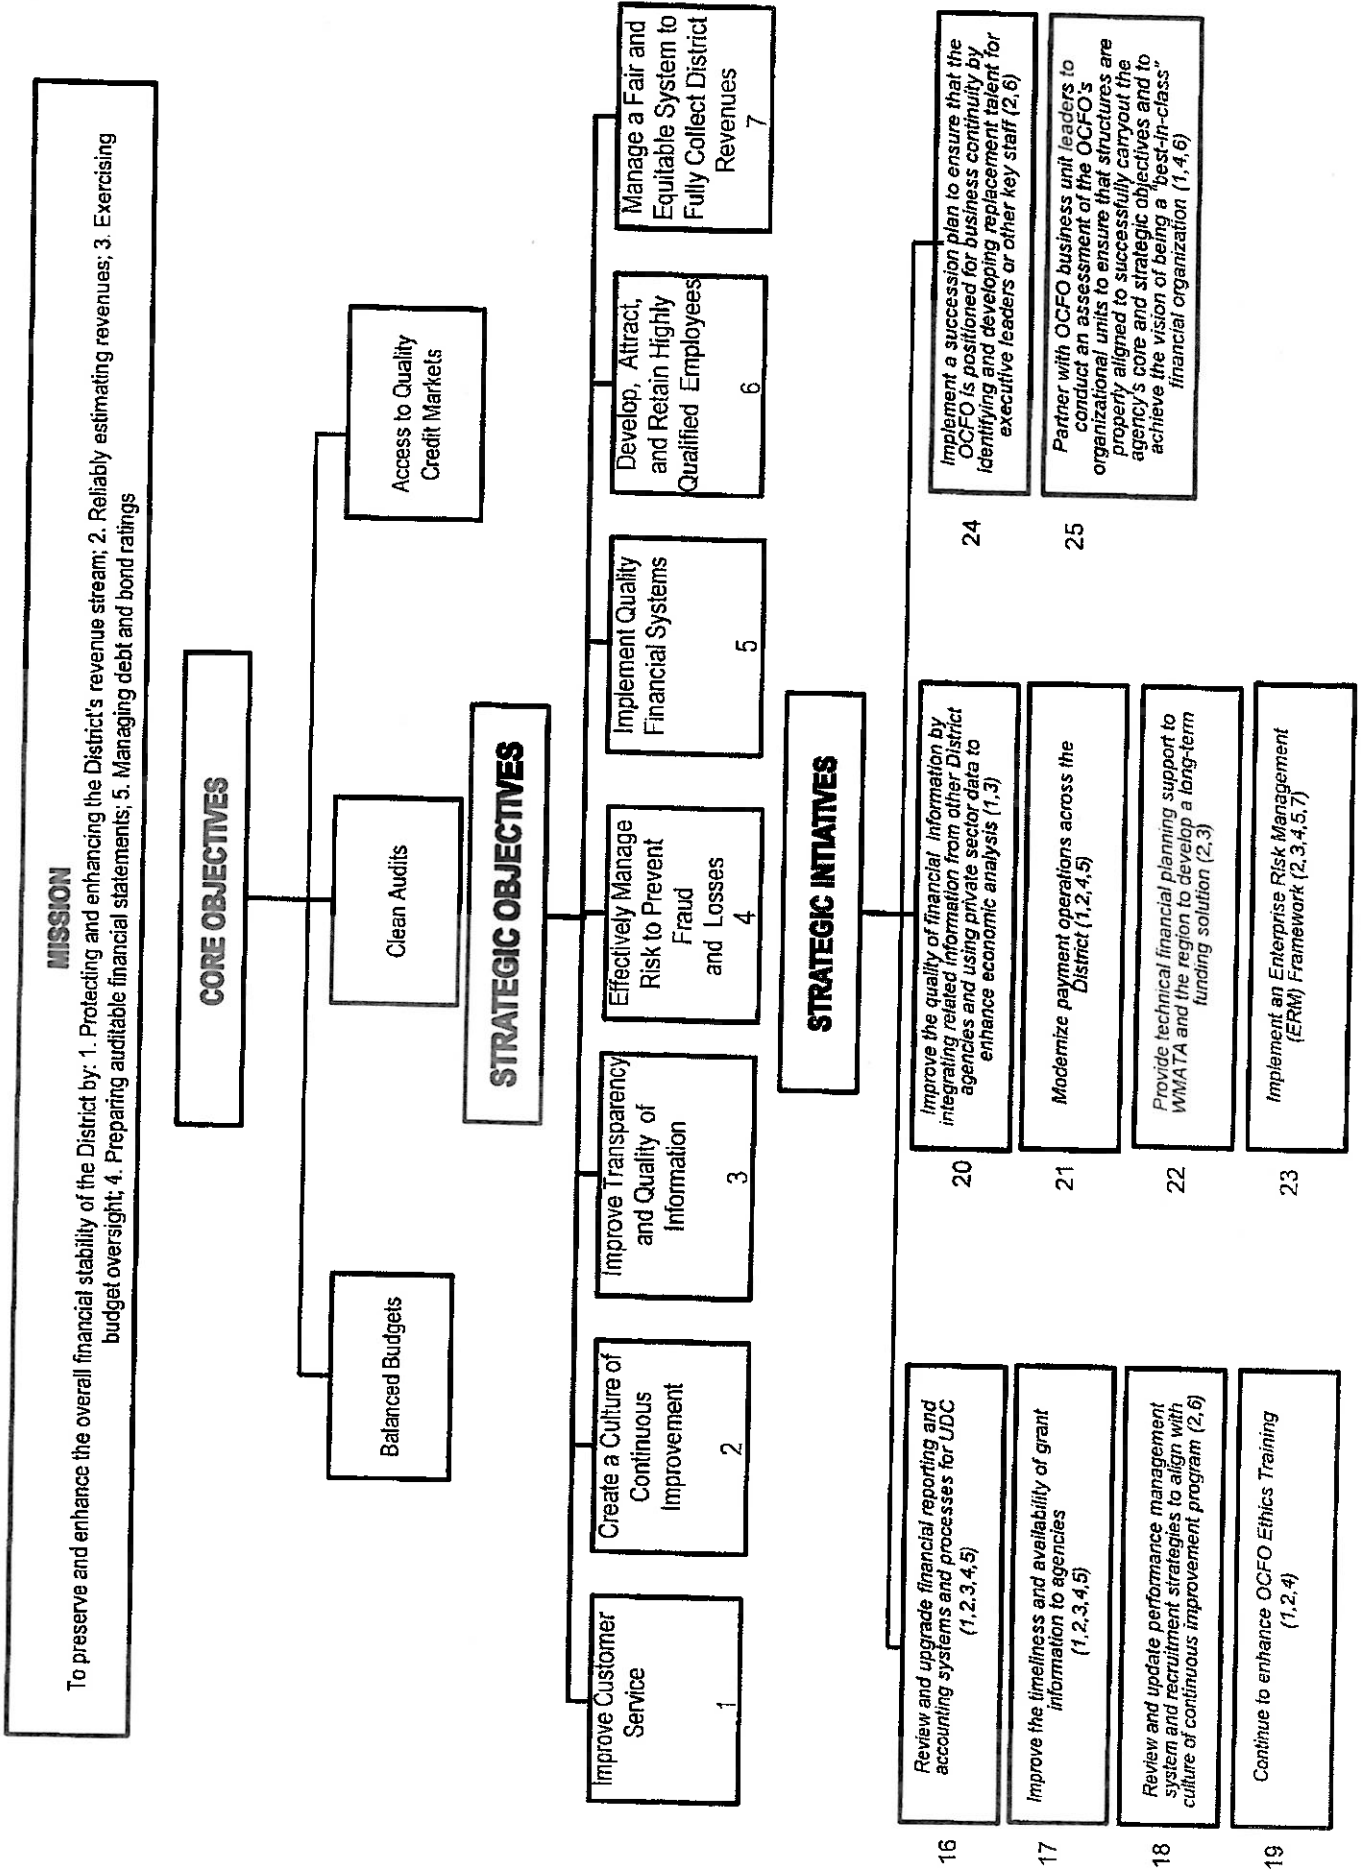 MISSION
To preserve and enhance the overall financial stability of the District by: 1. Protecting and enhancing the District's revenue stream; 2. Reliably estimating revenues; 3. Exercising
budget oversight; 4. Preparing auditable financial statements; 5. Managing debt and bond ratings
CORE OBJECTIVES
Balanced Budgets
Clean Audits
Access to Quality
Credit Markets
STRATEGIC OBJECTIVES
Improve Customer
Service
1
Create a Culture of
Continuous
Improvement
2
Improve Transparency
and Quality of
Information
3
Effectively Manage
Risk to Prevent
Fraud
and Losses
4
Implement Quality
Financial Systems
5
Develop, Attract,
and Retain Highly
Qualified Employees
6
Manage a Fair and
Equitable System to
Fully Collect District
Revenues
7
STRATEGIC INTIATIVES
16
Review and upgrade financial reporting and
accounting systems and processes for UDC
(1,2,3,4,5)
17
Improve the timeliness and availability of grant
information to agencies
(1,2,3,4,5)
18
Review and update performance management
system and recruitment strategies to align with
culture of continuous improvement program (2,6)
19
Continue to enhance OCFO Ethics Training
(1,2,4)
20
Improve the quality of financial Information by
integrating related information from other District
agencies and using private sector data to
enhance economic analysis (1,3)
21
Modernize payment operations across the
District (1,2,4,5)
22
Provide technical financial planning support to
WMATA and the region to develop a long-term
funding solution (2,3)
23
Implement an Enterprise Risk Management
(ERM) Framework (2,3,4,5,7)
24
Implement a succession plan to ensure that the
OCFO is positioned for business continuity by
identifying and developing replacement talent for
executive leaders or other key staff (2,6)
25
Partner with OCFO business unit leaders to
conduct an assessment of the OCFO's
organizational units to ensure that structures are
properly aligned to successfully carryout the
agency's core and strategic objectives and to
achieve the vision of being a "best-in-class"
financial organization (1,4,6)